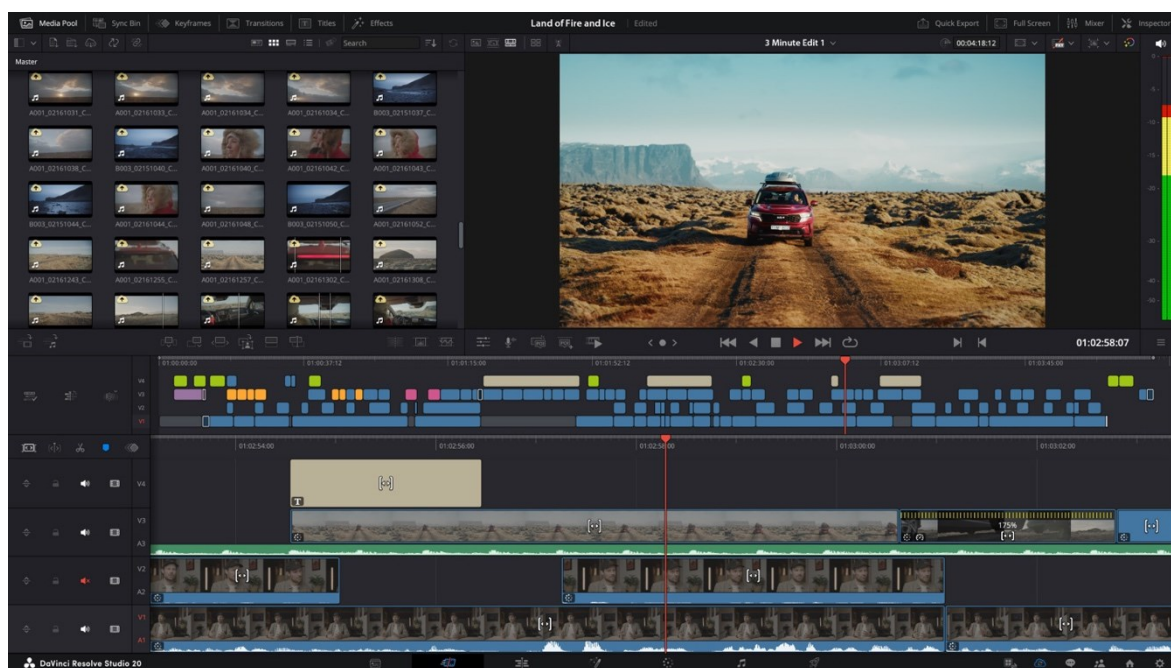 Media Pool Sync Bin Keyframes Transitions Titles Effects Land of Fire and Ice Edited Quick Export Full Screen Mixer Inspector
Search 3 Minute Edit 1 00:04:18:12
Master
A001_02161031_C... A001_02161033_C... A001_02161034_C... A001_02161034_C... B003_02151037_C...
A001_02161038_C... B003_02151040_C... A001_02161040_C... A001_02161042_C... A001_02161043_C...
B003_02151044_C... A001_02161044_C... A001_02161048_C... B003_02151050_C... A001_02161052_C...
A001_02161243_C... A001_02161255_C... A001_02161257_C... A001_02161302_C... A001_02161308_C...
01:02:58:07
01:00:00:00 01:00:37:12 01:01:15:00 01:01:52:12 01:02:30:00 01:03:07:12 01:03:45:00
V4
V3
V2
V1
01:02:54:00 01:02:56:00 01:02:58:00 01:03:00:00 01:03:02:00
V4
T
V3
175%
A3
V2
A2
V1
A1
DaVinci Resolve Studio 20